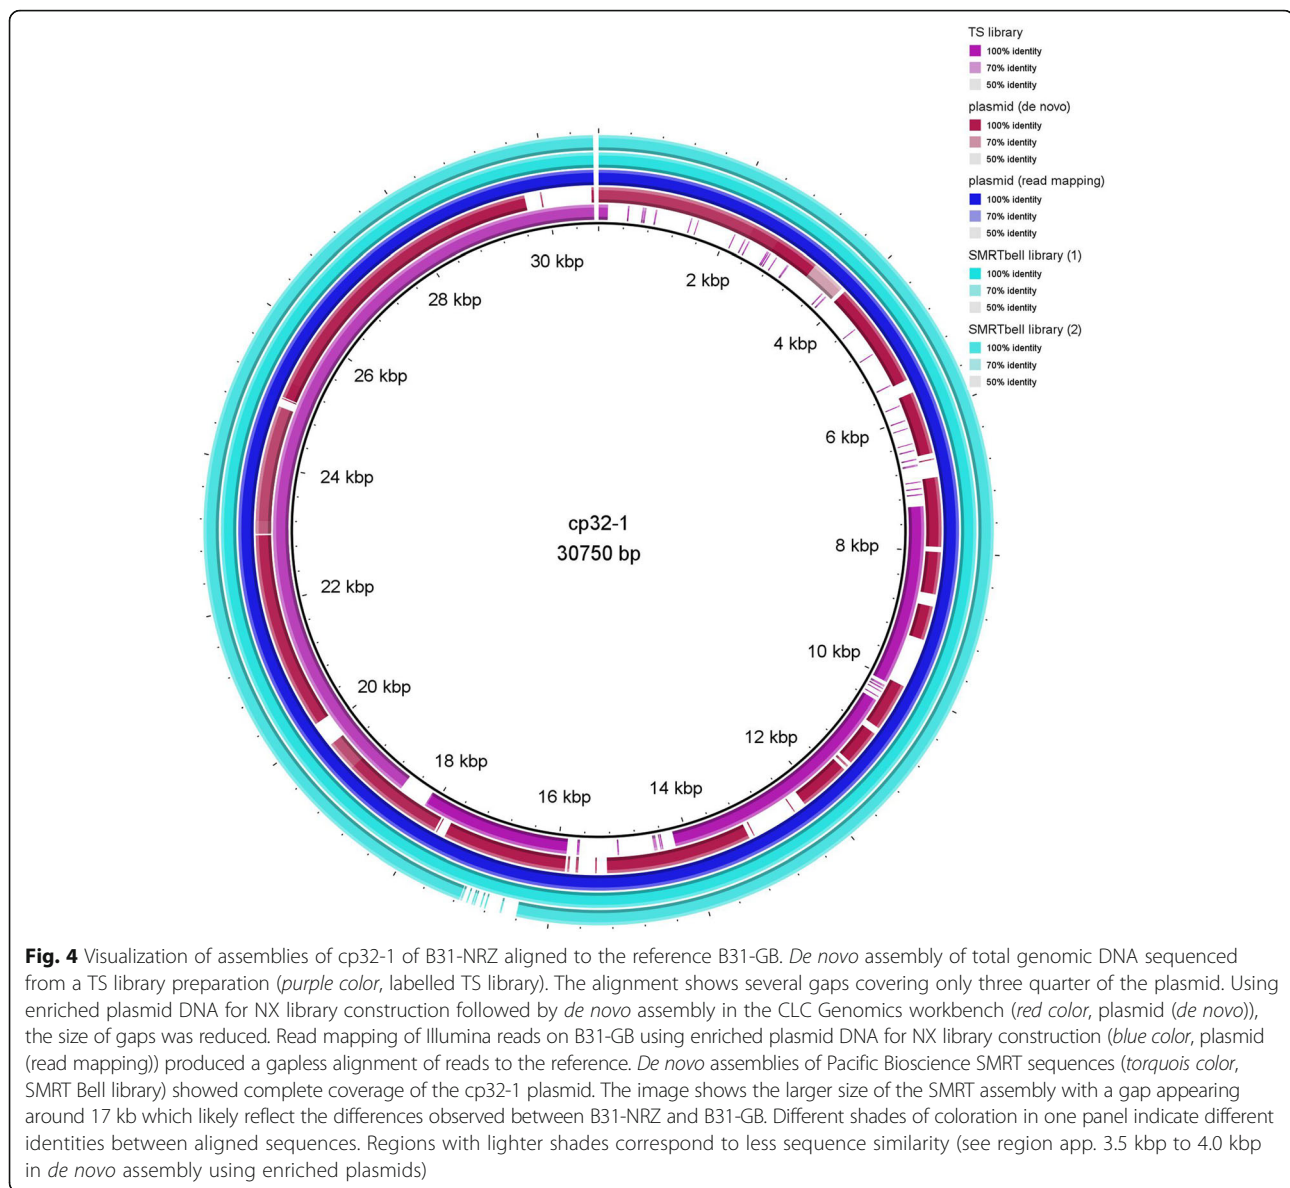 TS library
100% identity
70% identity
50% identity
plasmid (de novo)
100% identity
70% identity
50% identity
plasmid (read mapping)
100% identity
70% identity
50% identity
SMRTbell library (1)
100% identity
70% identity
50% identity
SMRTbell library (2)
100% identity
70% identity
50% identity
30 kbp
2 kbp
28 kbp
4 kbp
26 kbp
6 kbp
24 kbp
cp32-1
8 kbp
30750 bp
22 kbp
10 kbp
20 kbp
12 kbp
18 kbp
14 kbp
16 kbp
Fig. 4 Visualization of assemblies of cp32-1 of B31-NRZ aligned to the reference B31-GB. De novo assembly of total genomic DNA sequenced
from a TS library preparation (purple color, labelled TS library). The alignment shows several gaps covering only three quarter of the plasmid. Using
enriched plasmid DNA for NX library construction followed by de novo assembly in the CLC Genomics workbench (red color, plasmid (de novo)),
the size of gaps was reduced. Read mapping of Illumina reads on B31-GB using enriched plasmid DNA for NX library construction (blue color, plasmid
(read mapping)) produced a gapless alignment of reads to the reference. De novo assemblies of Pacific Bioscience SMRT sequences (torquois color,
SMRT Bell library) showed complete coverage of the cp32-1 plasmid. The image shows the larger size of the SMRT assembly with a gap appearing
around 17 kb which likely reflect the differences observed between B31-NRZ and B31-GB. Different shades of coloration in one panel indicate different
identities between aligned sequences. Regions with lighter shades correspond to less sequence similarity (see region app. 3.5 kbp to 4.0 kbp
in de novo assembly using enriched plasmids)